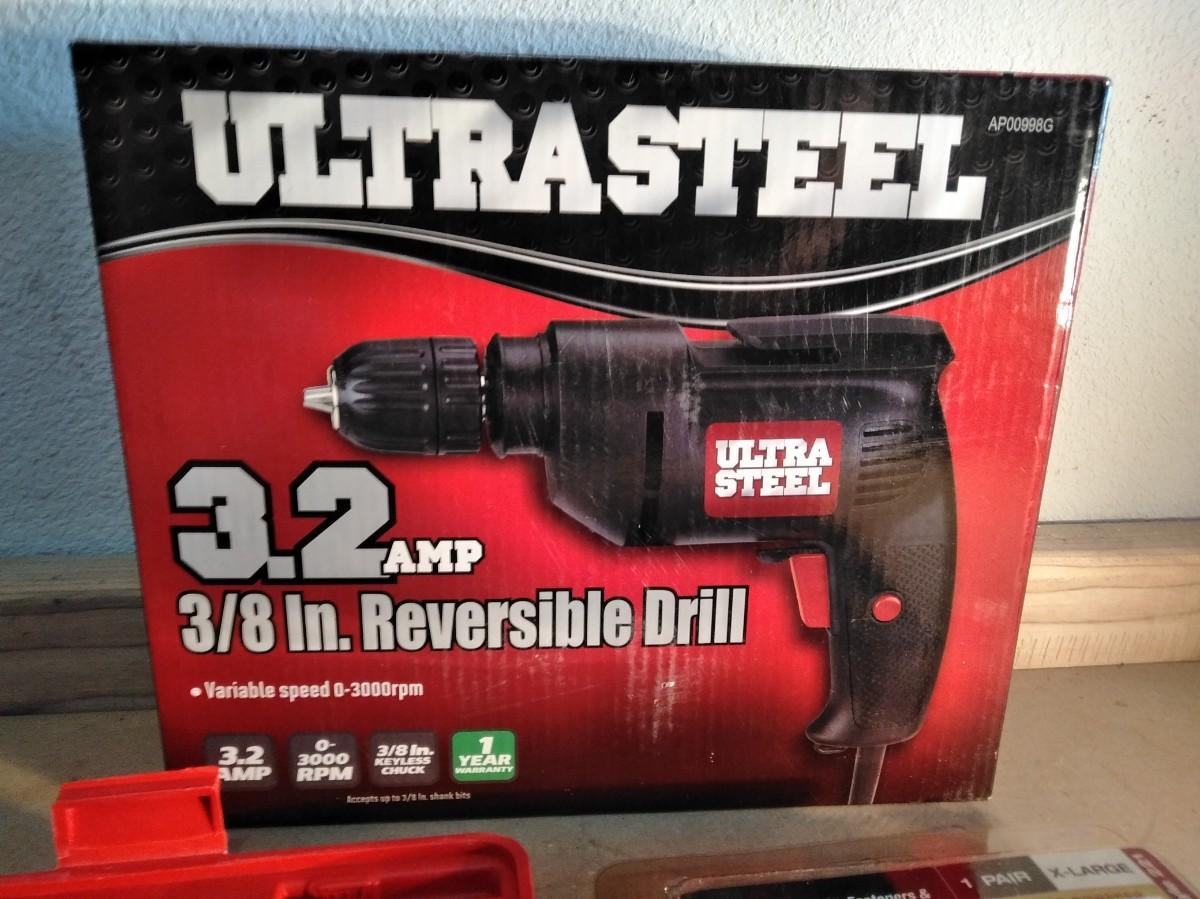 ULTRASTEEL
AP00998G
ULTRA
STEEL
3.2 AMP
3/8 In. Reversible Drill
• Variable speed 0-3000rpm
3.2
AMP
0-
3000
RPM
3/8 In.
KEYLESS
CHUCK
1
YEAR
WARRANTY
Accepts up to 3/8 In. shank bits
1 PAIR X-LARGE
Fasteners &